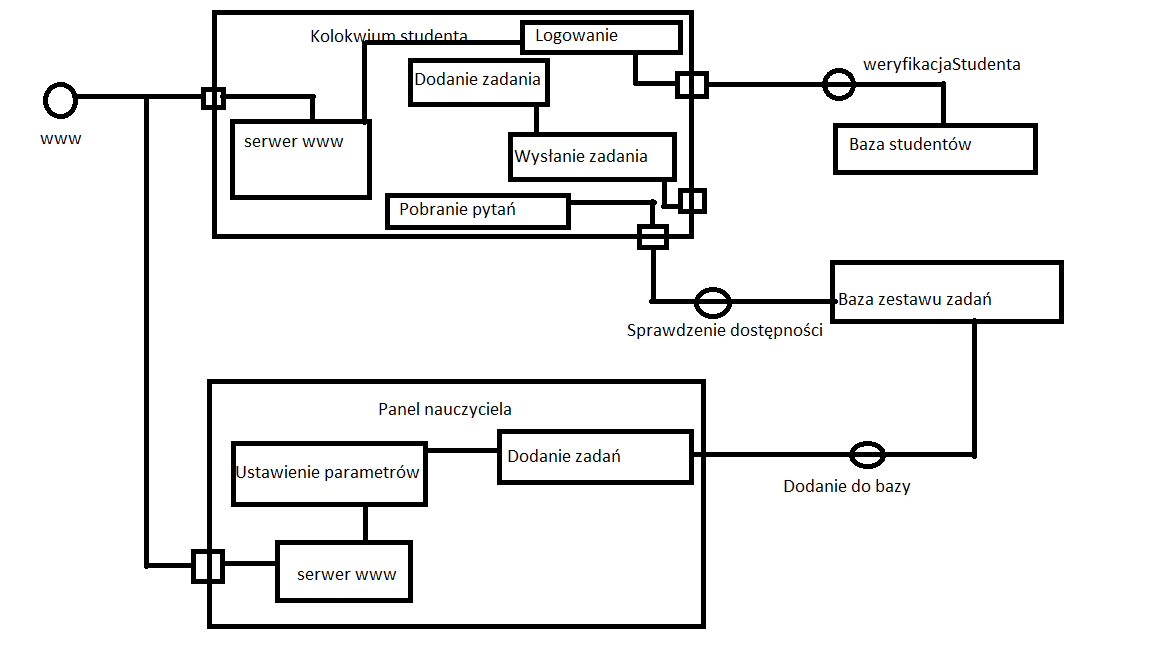 Kolokwium studenta
Logowanie
Dodanie zadania
weryfikacjaStudenta
www
serwer www
Wysłanie zadania
Baza studentów
Pobranie pytań
Baza zestawu zadań
Sprawdzenie dostępności
Panel nauczyciela
Ustawienie parametrów
Dodanie zadań
Dodanie do bazy
serwer www